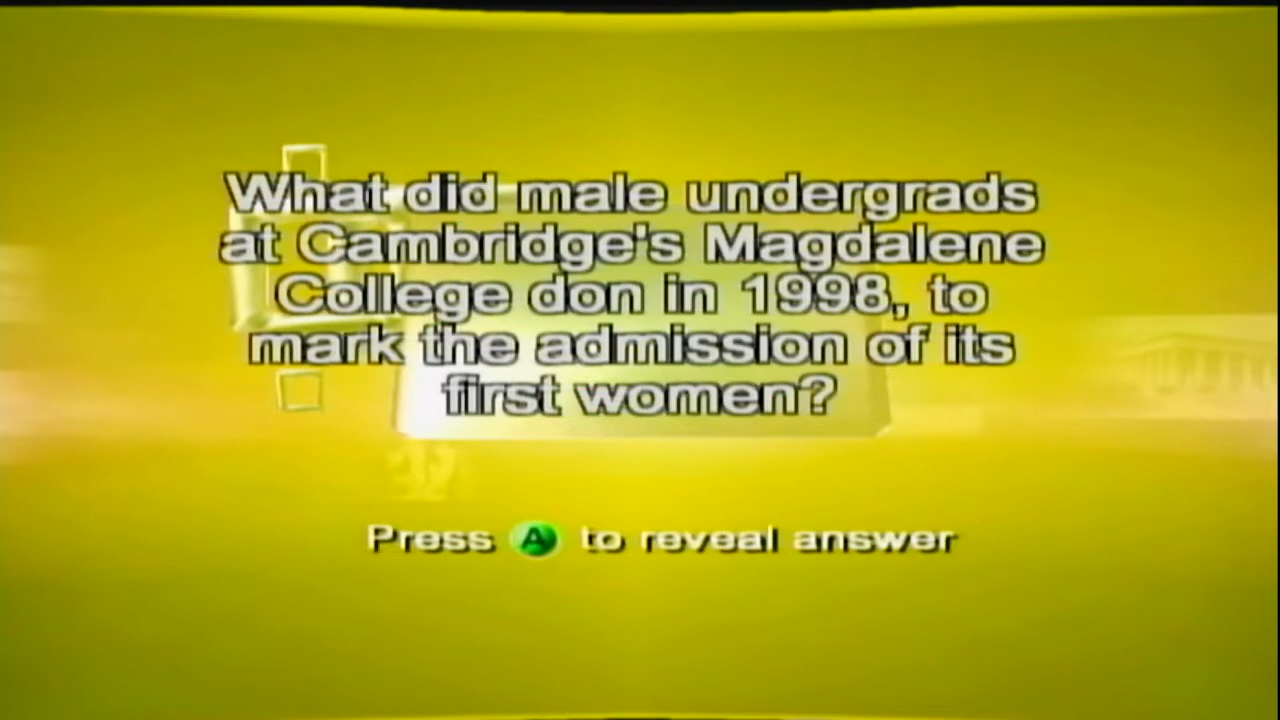 What did male undergrads
at Cambridge's Magdalene
College don in 1998, to
mark the admission of its
first women?
Press A to reveal answer